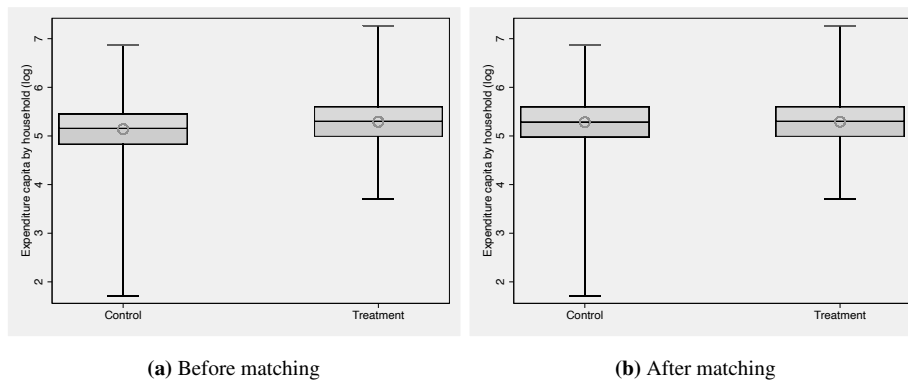 Expenditure capita by household (log)
7
6
5
4
3
2
Control
Treatment
Expenditure capita by household (log)
7
6
5
4
3
2
Control
Treatment
(a) Before matching
(b) After matching